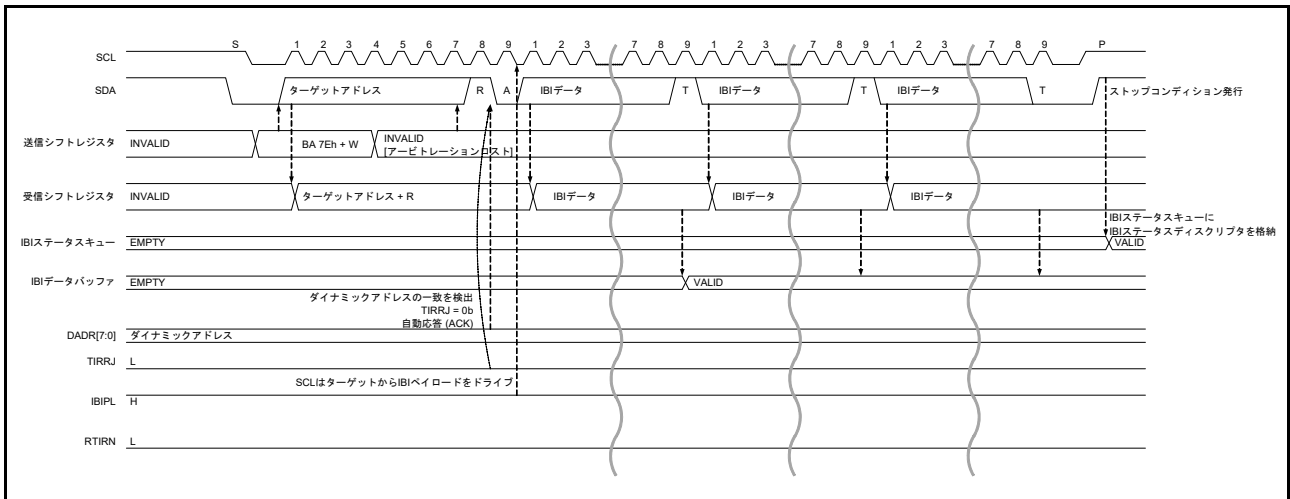 S 1 2 3 4 5 6 7 8 9 1 2 3 7 8 9 1 2 3 7 8 9 1 2 3 7 8 9 P
SCL
SDA ターゲットアドレス R A IBIデータ T IBIデータ T IBIデータ T ストップコンディション発行
送信シフトレジスタ INVALID BA 7Eh + W INVALID
[アービトレーションロスト]
受信シフトレジスタ INVALID ターゲットアドレス + R IBIデータ IBIデータ IBIデータ
IBIステータスキューに
IBIステータスディスクリプタを格納
IBIステータスキュー EMPTY VALID
IBIデータバッファ EMPTY VALID
ダイナミックアドレスの一致を検出
TIRRJ = 0b
自動応答 (ACK)
DADR[7:0] ダイナミックアドレス
TIRRJ L
SCLはターゲットからIBIペイロードをドライブ
IBIPL H
RTIRN L